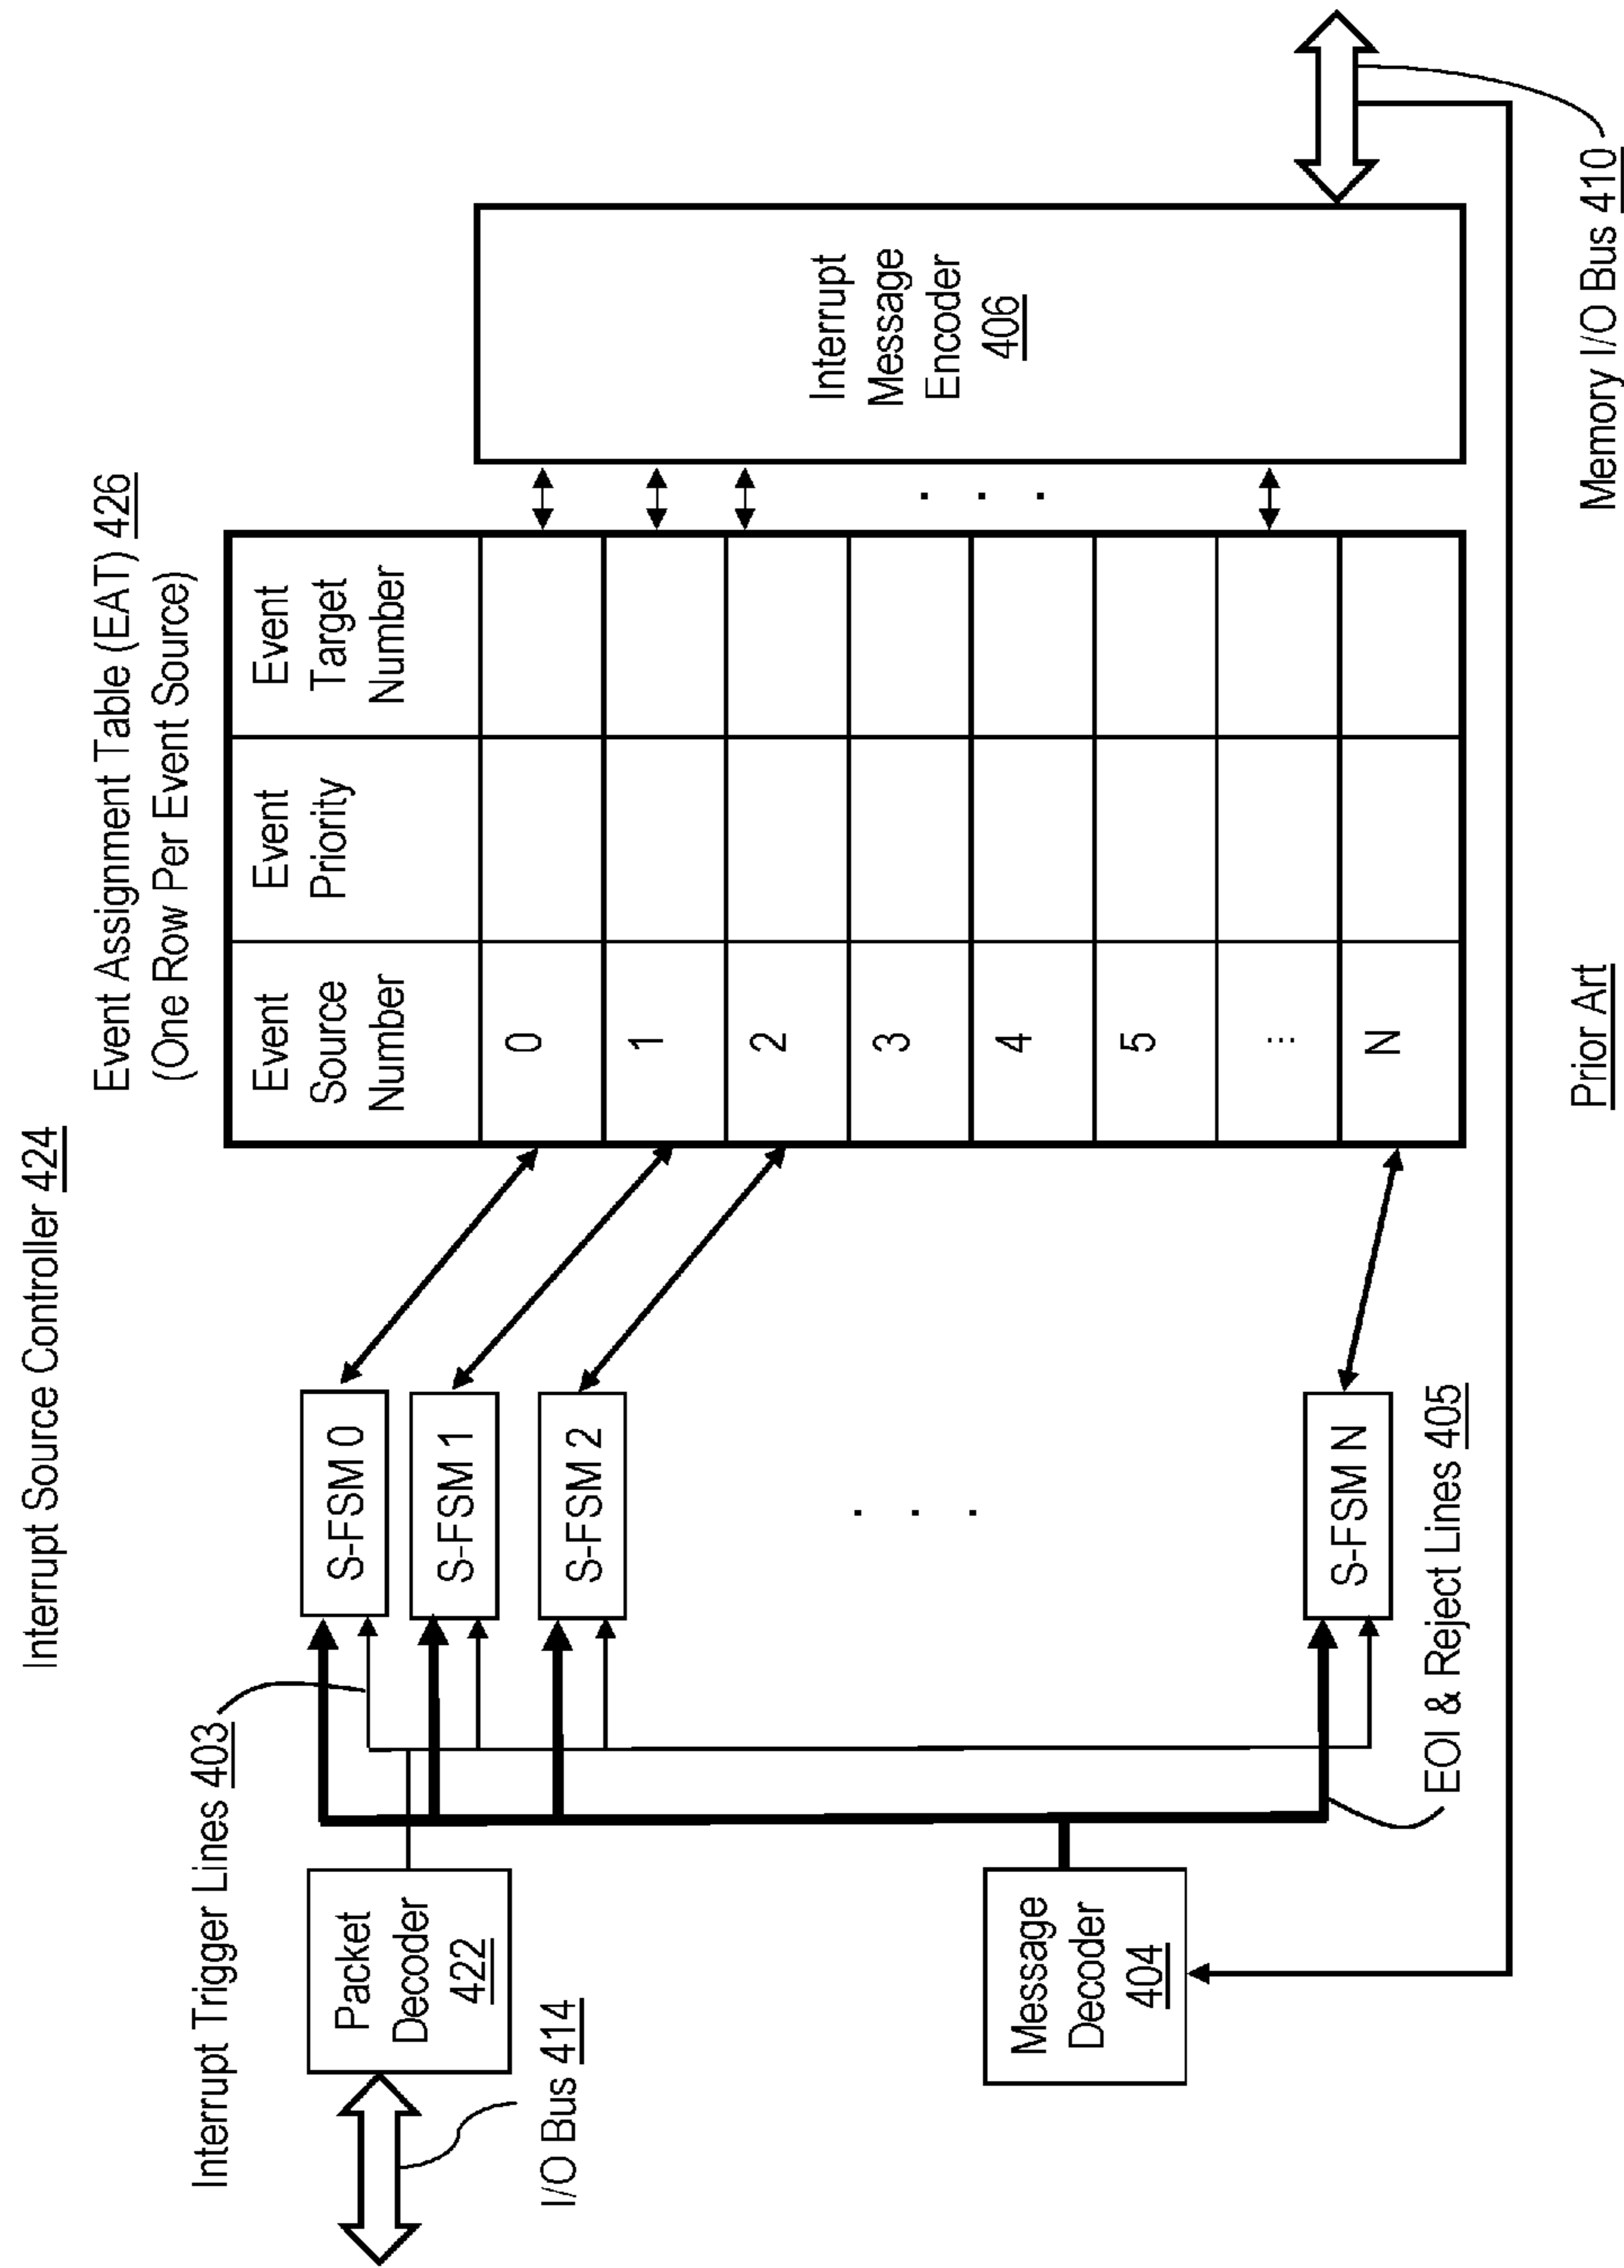 Interrupt Source Controller 424
Event Assignment Table (EAT) 426
(One Row Per Event Source)
Interrupt Trigger Lines 403
Packet
Decoder
422
I/O Bus 414
S-FSM 0
S-FSM 1
S-FSM 2
. . .
S-FSM N
Event
Source
Number
Event
Priority
Event
Target
Number
0
1
2
3
4
5
...
N
. . .
Interrupt
Message
Encoder
406
Message
Decoder
404
EOI & Reject Lines 405
Memory I/O Bus 410
Prior Art